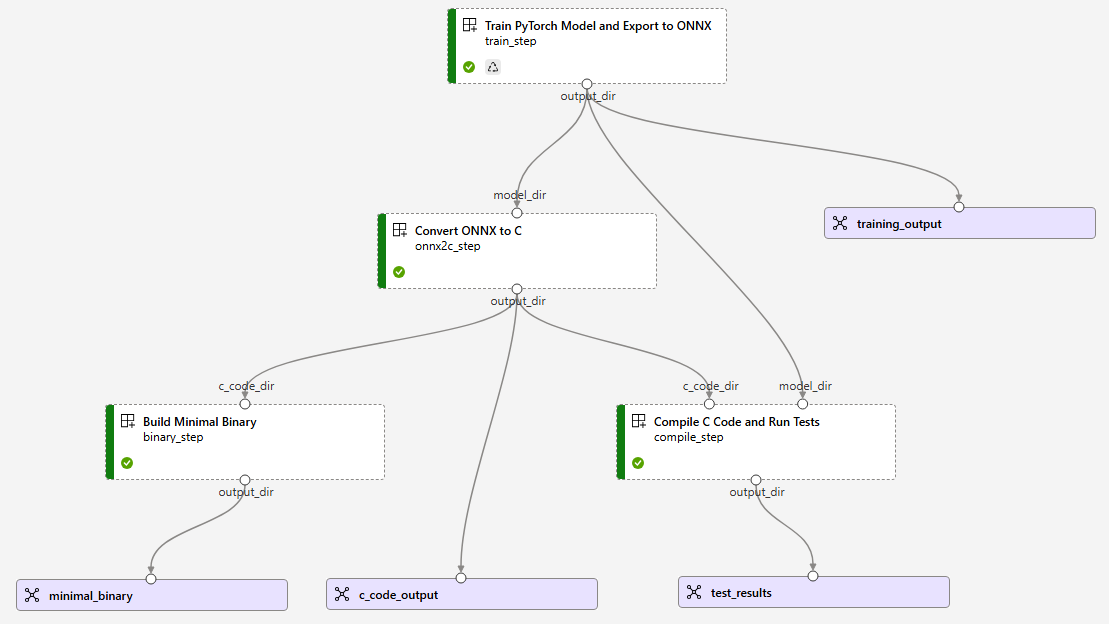 Train PyTorch Model and Export to ONNX
train_step
output_dir
model_dir
Convert ONNX to C
onnx2c_step
training_output
output_dir
c_code_dir
c_code_dir
model_dir
Build Minimal Binary
binary_step
Compile C Code and Run Tests
compile_step
output_dir
output_dir
minimal_binary
c_code_output
test_results